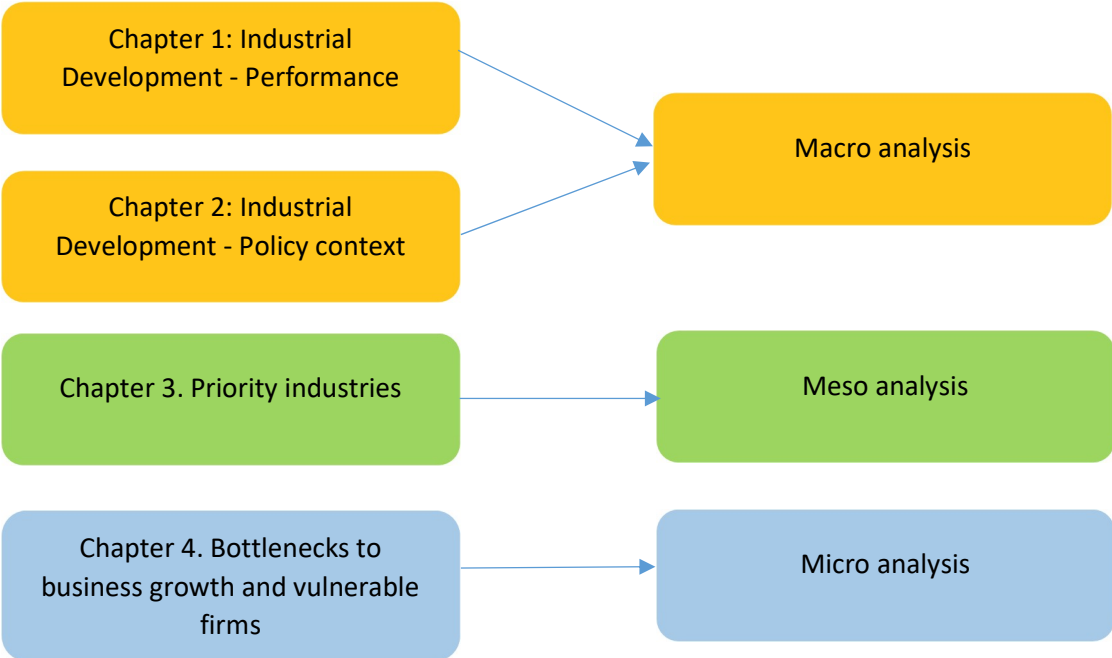 Chapter 1: Industrial
Development - Performance
Macro analysis
Chapter 2: Industrial
Development - Policy context
Chapter 3. Priority industries
Meso analysis
Chapter 4. Bottlenecks to
business growth and vulnerable
firms
Micro analysis